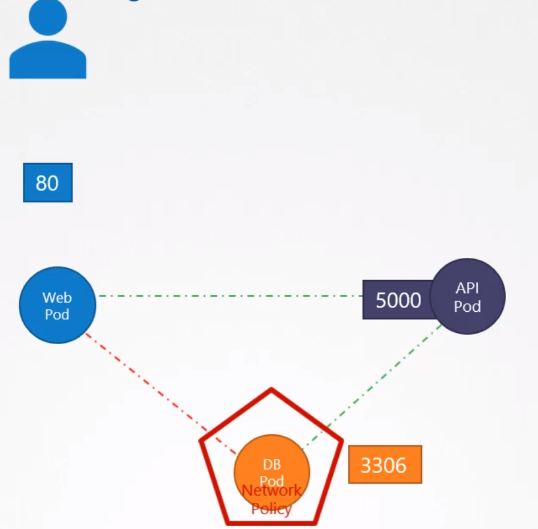 80
Web
Pod
5000
API
Pod
DB
Pod
3306
Network
Policy